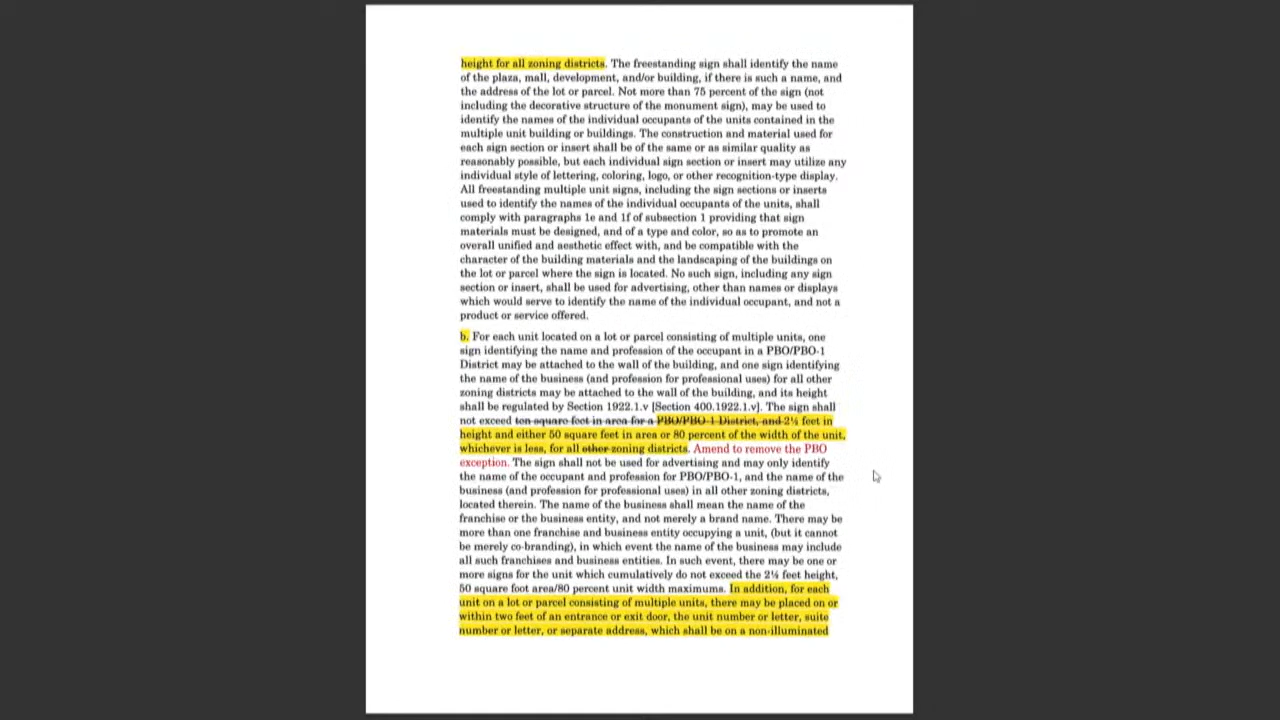 height for all zoning districts. The freestanding sign shall identify the name
of the plaza, mall, development, and/or building, if there is such a name, and
the address of the lot or parcel. Not more than 75 percent of the sign (not
including the decorative structure of the monument sign), may be used to
identify the names of the individual occupants of the units contained in the
multiple unit building or buildings. The construction and material used for
each sign section or insert shall be of the same or as similar quality as
reasonably possible, but each individual sign section or insert may utilize any
individual style of lettering, coloring, logo, or other recognition-type display.
All freestanding multiple unit signs, including the sign sections or inserts
used to identify the names of the individual occupants of the units, shall
comply with paragraphs 1e and 1f of subsection 1 providing that sign
materials must be designed, and of a type and color, so as to promote an
overall unified and aesthetic effect with, and be compatible with the
character of the building materials and the landscaping of the buildings on
the lot or parcel where the sign is located. No such sign, including any sign
section or insert, shall be used for advertising, other than names or displays
which would serve to identify the name of the individual occupant, and not a
product or service offered.
b. For each unit located on a lot or parcel consisting of multiple units, one
sign identifying the name and profession of the occupant in a PBO/PBO-1
District may be attached to the wall of the building, and one sign identifying
the name of the business (and profession for professional uses) for all other
zoning districts may be attached to the wall of the building, and its height
shall be regulated by Section 1922.1.v [Section 400.1922.1.v]. The sign shall
not exceed ten square feet in area for a PBO/PBO-1 District, and 2½ feet in
height and either 50 square feet in area or 80 percent of the width of the unit,
whichever is less, for all other zoning districts. Amend to remove the PBO
exception. The sign shall not be used for advertising and may only identify
the name of the occupant and profession for PBO/PBO-1, and the name of the
business (and profession for professional uses) in all other zoning districts,
located therein. The name of the business shall mean the name of the
franchise or the business entity, and not merely a brand name. There may be
more than one franchise and business entity occupying a unit, (but it cannot
be merely co-branding), in which event the name of the business may include
all such franchises and business entities. In such event, there may be one or
more signs for the unit which cumulatively do not exceed the 2½ feet height,
50 square foot area/80 percent unit width maximums. In addition, for each
unit on a lot or parcel consisting of multiple units, there may be placed on or
within two feet of an entrance or exit door, the unit number or letter, suite
number or letter, or separate address, which shall be on a non-illuminated